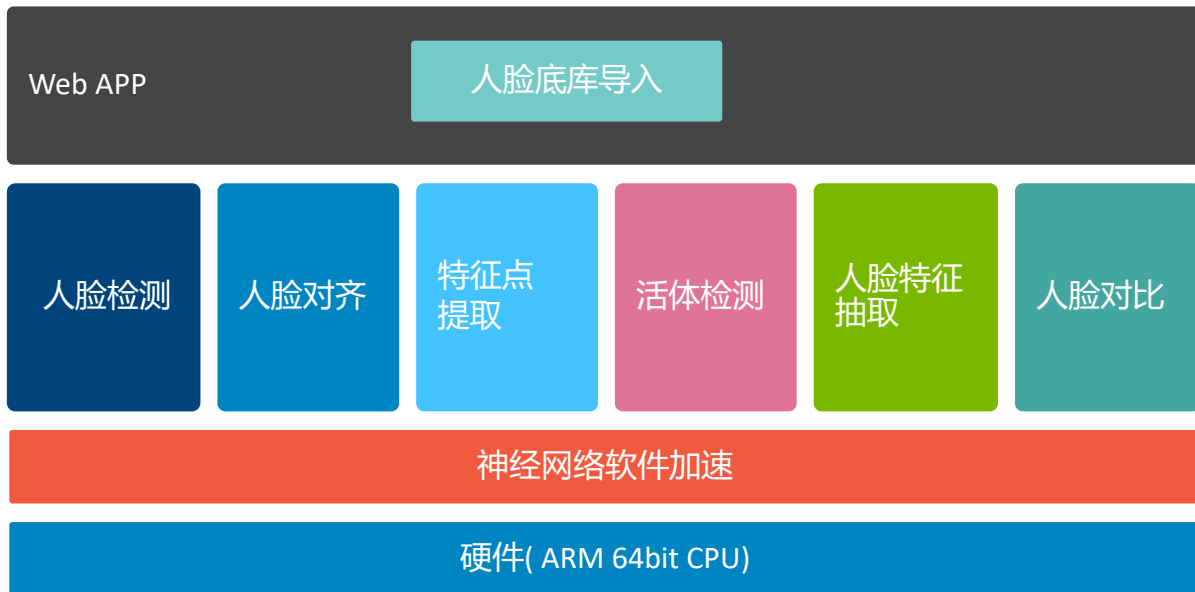 Web APP
人脸底库导入
人脸检测
人脸对齐
特征点
提取
活体检测
人脸特征
抽取
人脸对比
神经网络软件加速
硬件( ARM 64bit CPU)